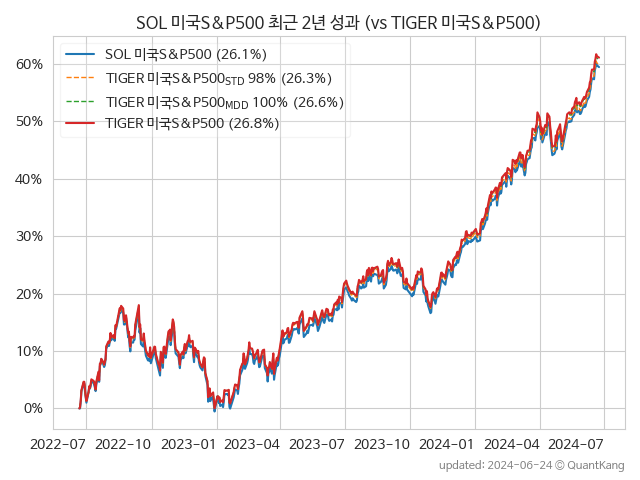 SOL 미국S&P500 최근 2년 성과 (vs TIGER 미국S&P500)
SOL 미국S&P500 (26.1%)
TIGER 미국S&P500STD 98% (26.3%)
TIGER 미국S&P500MDD 100% (26.6%)
TIGER 미국S&P500 (26.8%)
60%
50%
40%
30%
20%
10%
0%
2022-07 2022-10 2023-01 2023-04 2023-07 2023-10 2024-01 2024-04 2024-07
updated: 2024-06-24 © QuantKang